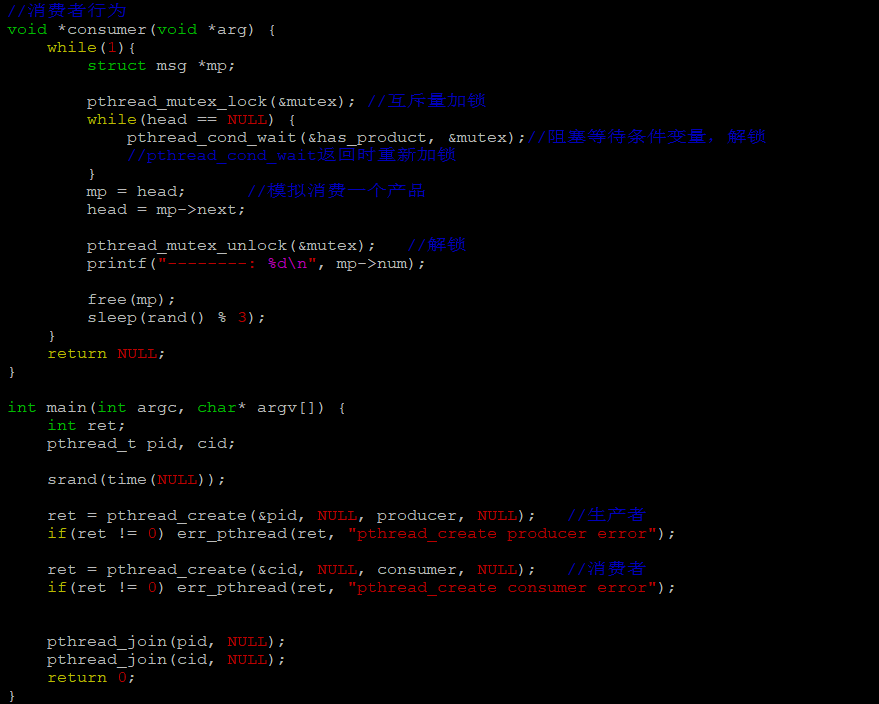 //消费者行为
void *consumer(void *arg) {
while(1){
struct msg *mp;
pthread_mutex_lock(&mutex); //互斥量加锁
while(head == NULL) {
pthread_cond_wait(&has_product, &mutex);//阻塞等待条件变量，解锁
//pthread_cond_wait返回时重新加锁
}
mp = head; //模拟消费一个产品
head = mp->next;
pthread_mutex_unlock(&mutex); //解锁
printf("--------: %d\n", mp->num);
free(mp);
sleep(rand() % 3);
}
return NULL;
}
int main(int argc, char* argv[]) {
int ret;
pthread_t pid, cid;
srand(time(NULL));
ret = pthread_create(&pid, NULL, producer, NULL); //生产者
if(ret != 0) err_pthread(ret, "pthread_create producer error");
ret = pthread_create(&cid, NULL, consumer, NULL); //消费者
if(ret != 0) err_pthread(ret, "pthread_create consumer error");
pthread_join(pid, NULL);
pthread_join(cid, NULL);
return 0;
}